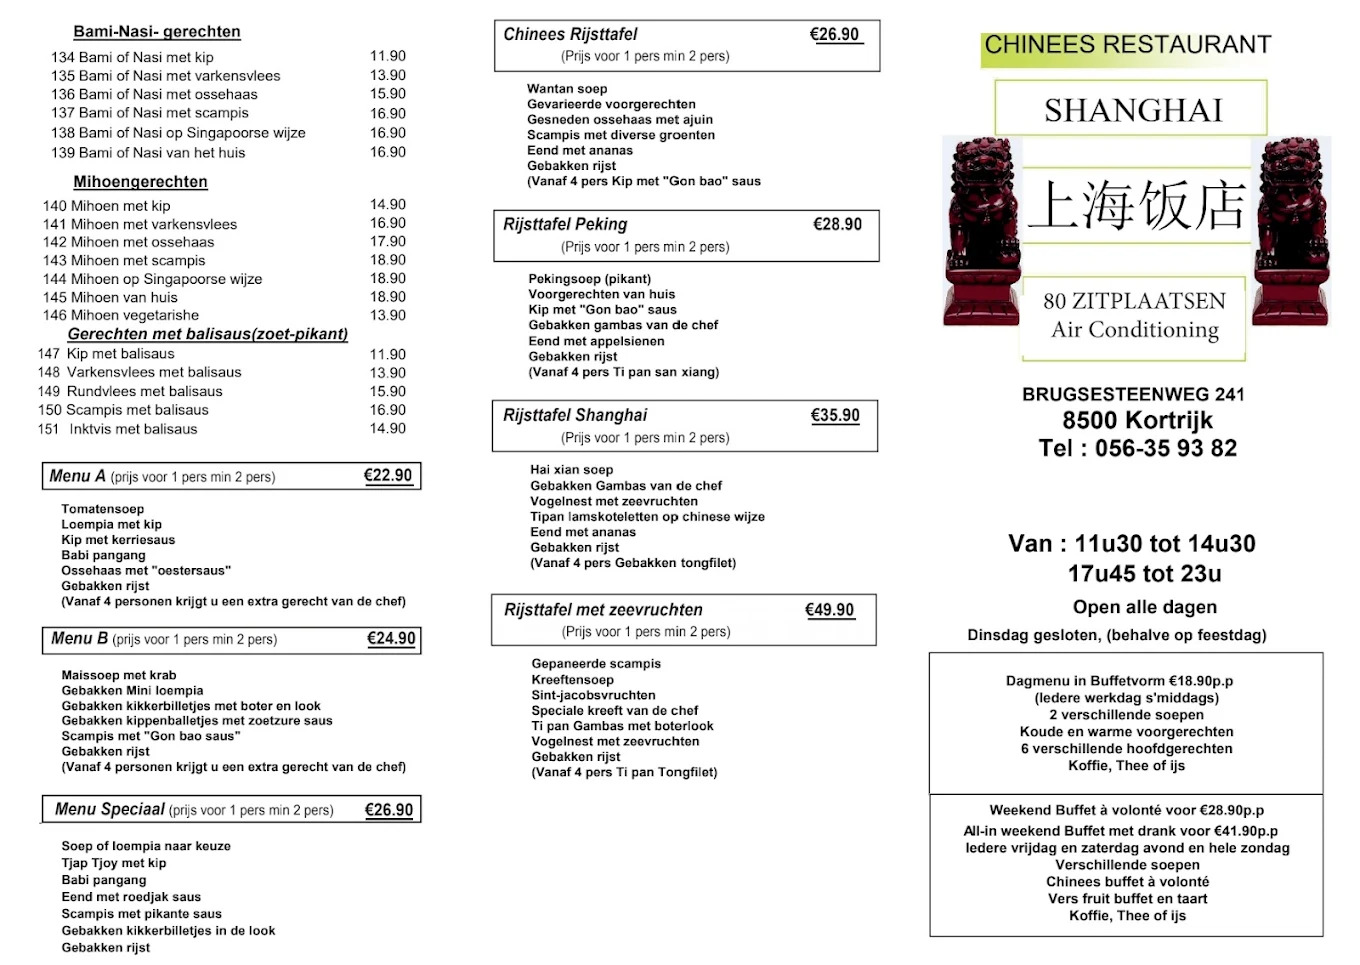 Bami-Nasi- gerechten
134 Bami of Nasi met kip 11.90
135 Bami of Nasi met varkensvlees 13.90
136 Bami of Nasi met ossehaas 15.90
137 Bami of Nasi met scampis 16.90
138 Bami of Nasi op Singapoorse wijze 16.90
139 Bami of Nasi van het huis 16.90
Mihoengerechten
140 Mihoen met kip 14.90
141 Mihoen met varkensvlees 16.90
142 Mihoen met ossehaas 17.90
143 Mihoen met scampis 18.90
144 Mihoen op Singapoorse wijze 18.90
145 Mihoen van huis 18.90
146 Mihoen vegetarishe 13.90
Gerechten met balisaus(zoet-pikant)
147 Kip met balisaus 11.90
148 Varkensvlees met balisaus 13.90
149 Rundvlees met balisaus 15.90
150 Scampis met balisaus 16.90
151 Inktvis met balisaus 14.90
Menu A (prijs voor 1 pers min 2 pers) €22.90
Tomatensoep
Loempia met kip
Kip met kerriesaus
Babi pangang
Ossehaas met "oestersaus"
Gebakken rijst
(Vanaf 4 personen krijgt u een extra gerecht van de chef)
Menu B (prijs voor 1 pers min 2 pers) €24.90
Maissoep met krab
Gebakken Mini loempia
Gebakken kikkerbilletjes met boter en look
Gebakken kippenballetjes met zoetzure saus
Scampis met "Gon bao saus"
Gebakken rijst
(Vanaf 4 personen krijgt u een extra gerecht van de chef)
Menu Speciaal (prijs voor 1 pers min 2 pers) €26.90
Soep of loempia naar keuze
Tjap Tjoy met kip
Babi pangang
Eend met roedjak saus
Scampis met pikante saus
Gebakken kikkerbilletjes in de look
Gebakken rijst
Chinees Rijsttafel €26.90
(Prijs voor 1 pers min 2 pers)
Wantan soep
Gevarieerde voorgerechten
Gesneden ossehaas met ajuin
Scampis met diverse groenten
Eend met ananas
Gebakken rijst
(Vanaf 4 pers Kip met "Gon bao" saus
Rijsttafel Peking €28.90
(Prijs voor 1 pers min 2 pers)
Pekingsoep (pikant)
Voorgerechten van huis
Kip met "Gon bao" saus
Gebakken gambas van de chef
Eend met appelsienen
Gebakken rijst
(Vanaf 4 pers Ti pan san xiang)
Rijsttafel Shanghai €35.90
(Prijs voor 1 pers min 2 pers)
Hai xian soep
Gebakken Gambas van de chef
Vogelnest met zeevruchten
Tipan lamskoteletten op chinese wijze
Eend met ananas
Gebakken rijst
(Vanaf 4 pers Gebakken tongfilet)
Rijsttafel met zeevruchten €49.90
(Prijs voor 1 pers min 2 pers)
Gepaneerde scampis
Kreeftensoep
Sint-jacobsvruchten
Speciale kreeft van de chef
Ti pan Gambas met boterlook
Vogelnest met zeevruchten
Gebakken rijst
(Vanaf 4 pers Ti pan Tongfilet)
CHINEES RESTAURANT
SHANGHAI
上海饭店
80 ZITPLAATSEN
Air Conditioning
BRUGSESTEENWEG 241
8500 Kortrijk
Tel : 056-35 93 82
Van : 11u30 tot 14u30
17u45 tot 23u
Open alle dagen
Dinsdag gesloten, (behalve op feestdag)
Dagmenu in Buffetvorm €18.90p.p
(Iedere werkdag s'middags)
2 verschillende soepen
Koude en warme voorgerechten
6 verschillende hoofdgerechten
Koffie, Thee of ijs
Weekend Buffet à volonté voor €28.90p.p
All-in weekend Buffet met drank voor €41.90p.p
Iedere vrijdag en zaterdag avond en hele zondag
Verschillende soepen
Chinees buffet à volonté
Vers fruit buffet en taart
Koffie, Thee of ijs